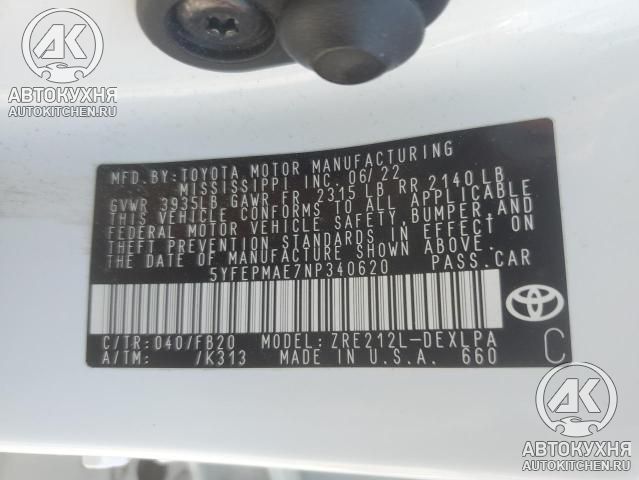 AK
АВТОКУХНЯ
AUTOKITCHEN.RU
MFD.BY:TOYOTA MOTOR MANUFACTURING
MISSISSIPPI INC. 06/22
GVWR 3935LB GAWR FR. 2315 LB RR 2140 LB
THIS VEHICLE CONFORMS TO ALL APPLICABLE
FEDERAL MOTOR VEHICLE SAFETY, BUMPER, AND
THEFT PREVENTION STANDARDS IN EFFECT ON
THE DATE OF MANUFACTURE SHOWN ABOVE.
5YFEPMAE7NP340620 PASS.CAR
C/TR:040/FB20 MODEL:ZRE212L-DEXLPA
A/TM: /K313 MADE IN U.S.A. 660 C
AK
АВТОКУХНЯ
AUTOKITCHEN.RU